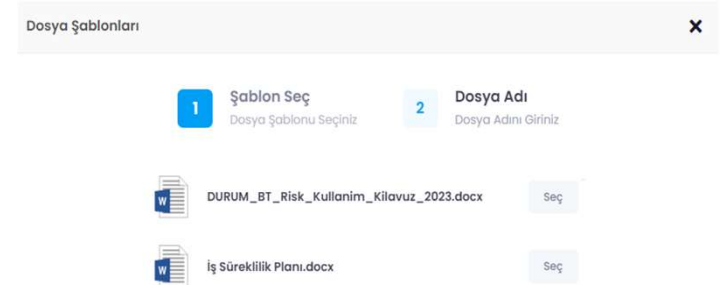 Dosya Şablonları
1 Şablon Seç 2 Dosya Adı
Dosya Şablonu Seçiniz Dosya Adını Giriniz
W DURUM_BT_Risk_Kullanim_Kilavuz_2023.docx Seç
W İş Süreklilik Planı.docx Seç